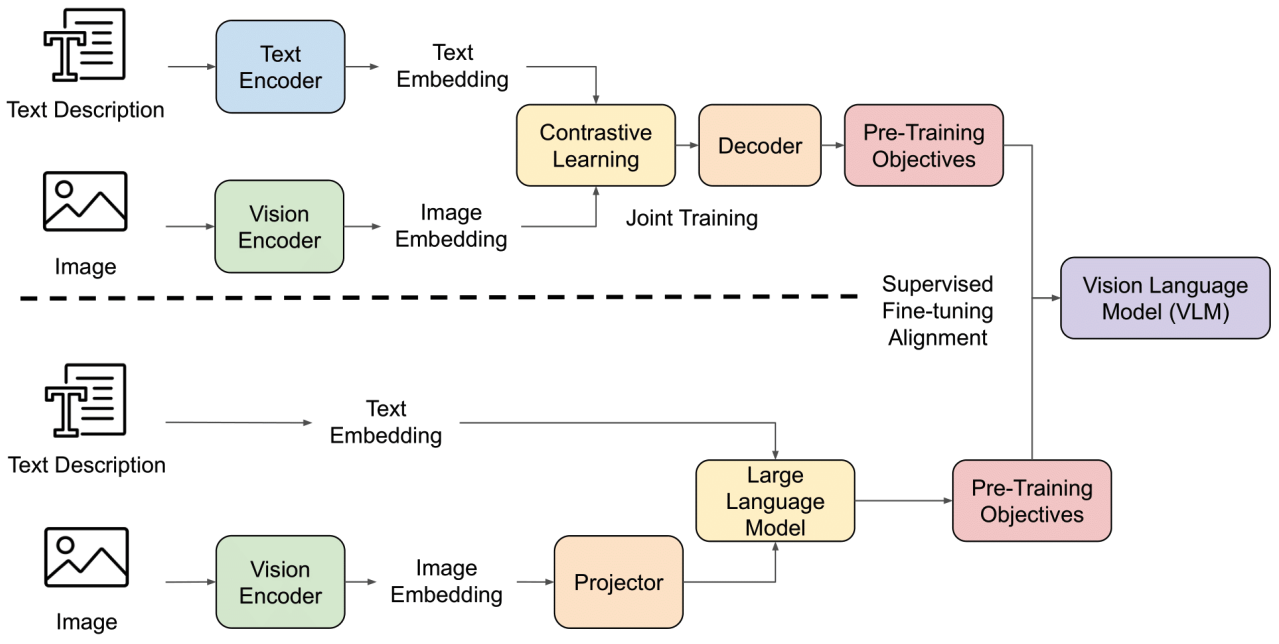 Text Description
Text
Encoder
Text
Embedding
Image
Vision
Encoder
Image
Embedding
Contrastive
Learning
Joint Training
Decoder
Pre-Training
Objectives
Supervised
Fine-tuning
Alignment
Vision Language
Model (VLM)
Text Description
Text
Embedding
Image
Vision
Encoder
Image
Embedding
Projector
Large
Language
Model
Pre-Training
Objectives